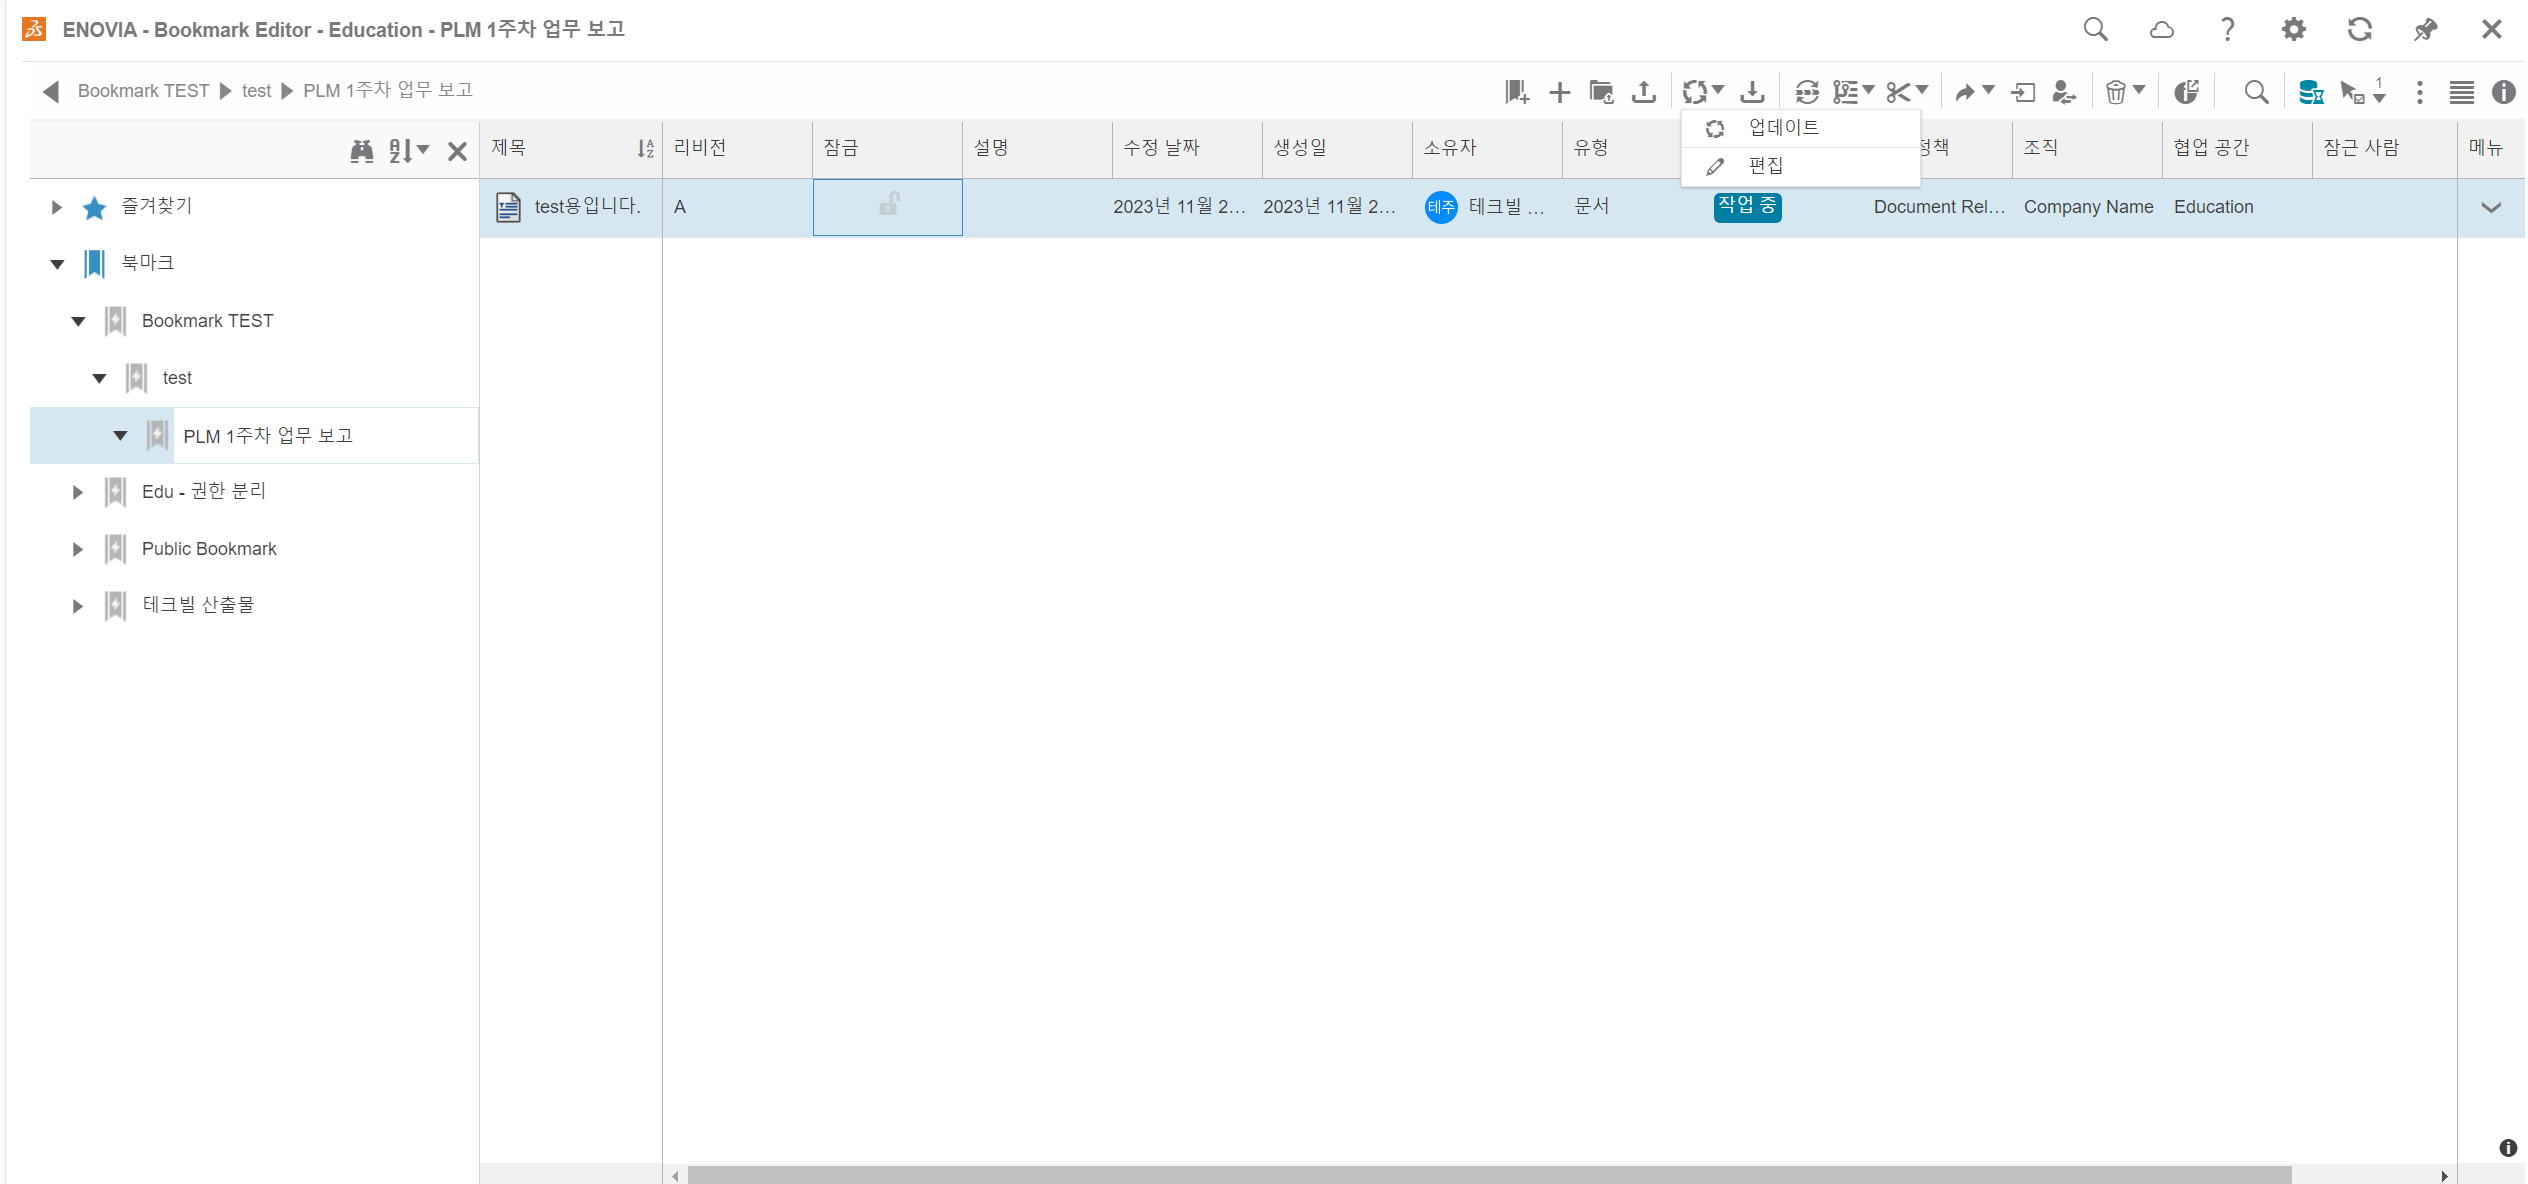 ENOVIA - Bookmark Editor - Education - PLM 1주차 업무 보고
Bookmark TEST test PLM 1주차 업무 보고
1
업데이트
편집
제목 리비전 잠금 설명 수정 날짜 생성일 소유자 유형 정책 조직 협업 공간 잠근 사람 메뉴
test용입니다. A 2023년 11월 2... 2023년 11월 2... 테주 테크빌 ... 문서 작업 중 Document Rel... Company Name Education
즐겨찾기
북마크
Bookmark TEST
test
PLM 1주차 업무 보고
Edu - 권한 분리
Public Bookmark
테크빌 산출물